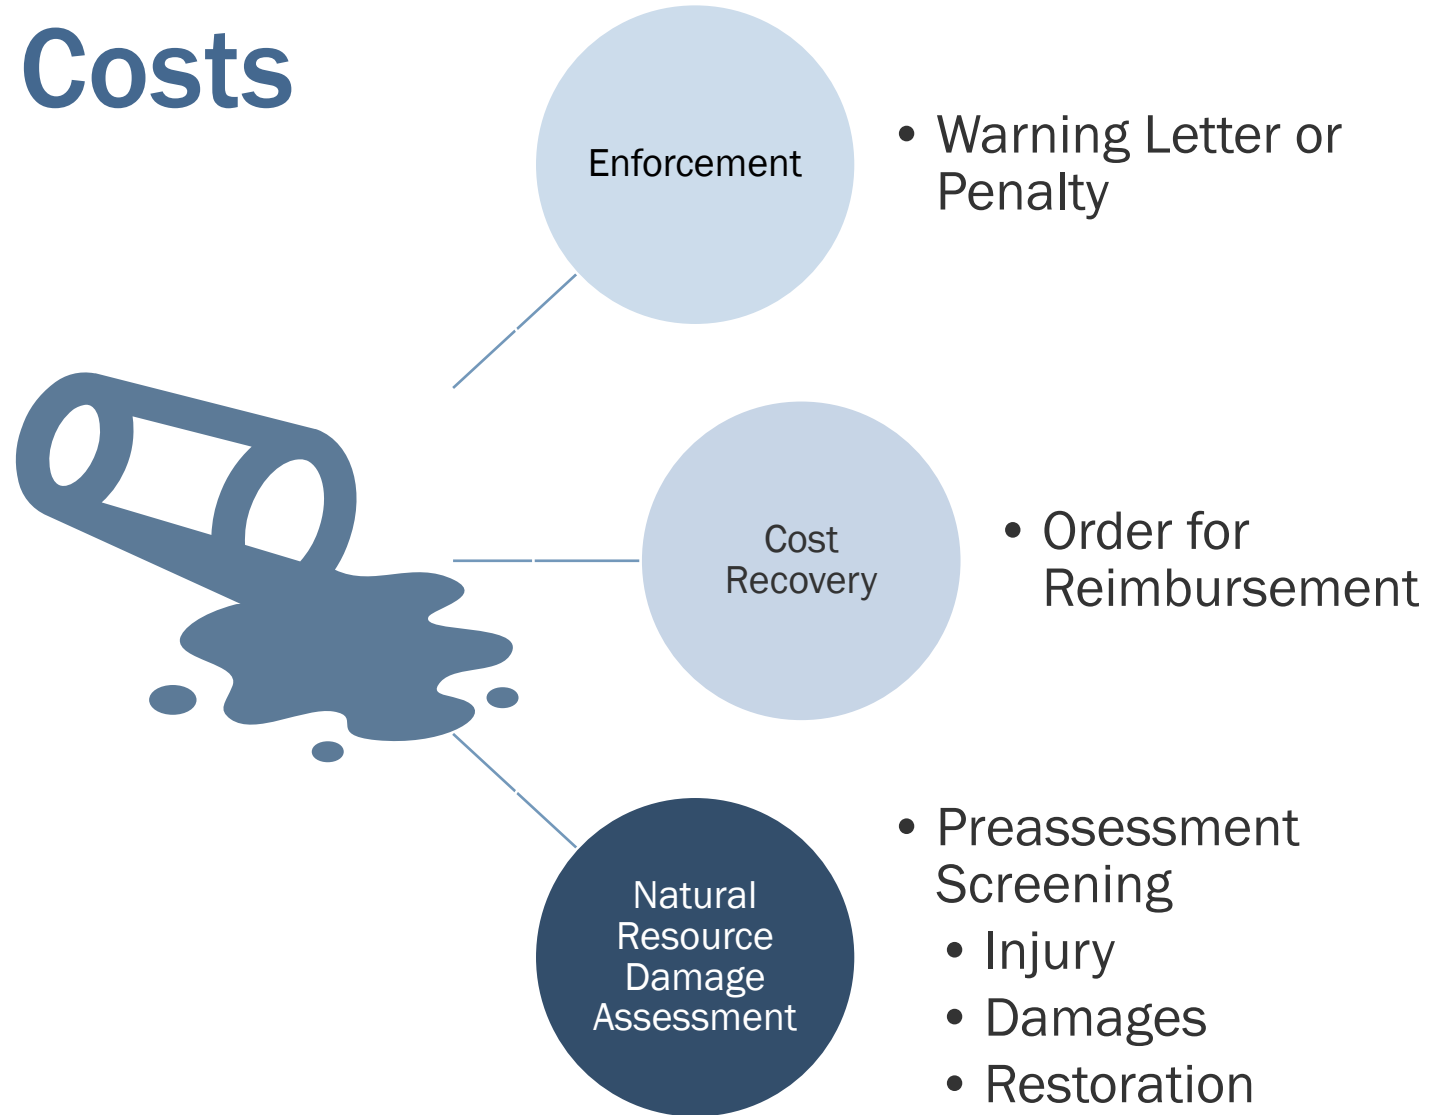 Costs
Enforcement
• Warning Letter or
Penalty
Cost
Recovery
• Order for
Reimbursement
Natural
Resource
Damage
Assessment
• Preassessment
Screening
• Injury
• Damages
• Restoration